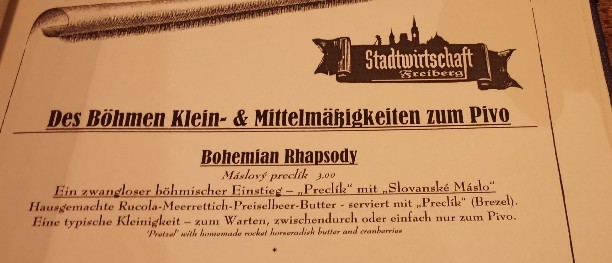 Stadtwirtschaft
Freiberg
Des Böhmen Klein- & Mittelmäßigkeiten zum Pivo
Bohemian Rhapsody
Máslový preclík 3,00
Ein zwangloser böhmischer Einstieg – „Preclík" mit „Slovanské Máslo"
Hausgemachte Rucola-Meerrettich-Preiselbeer-Butter - serviert mit „Preclík" (Brezel).
Eine typische Kleinigkeit – zum Warten, zwischendurch oder einfach nur zum Pivo.
'Pretzel' with homemade rocket horseradish butter and cranberries
*